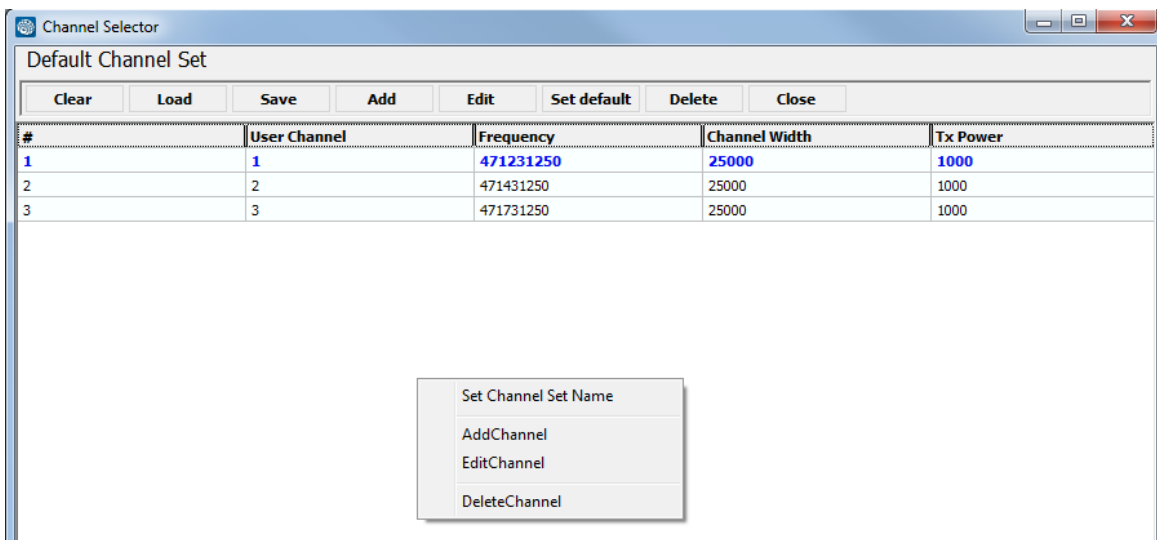 Channel Selector
Default Channel Set
Clear Load Save Add Edit Set default Delete Close
# User Channel Frequency Channel Width Tx Power
1 1 471231250 25000 1000
2 2 471431250 25000 1000
3 3 471731250 25000 1000
Set Channel Set Name
AddChannel
EditChannel
DeleteChannel